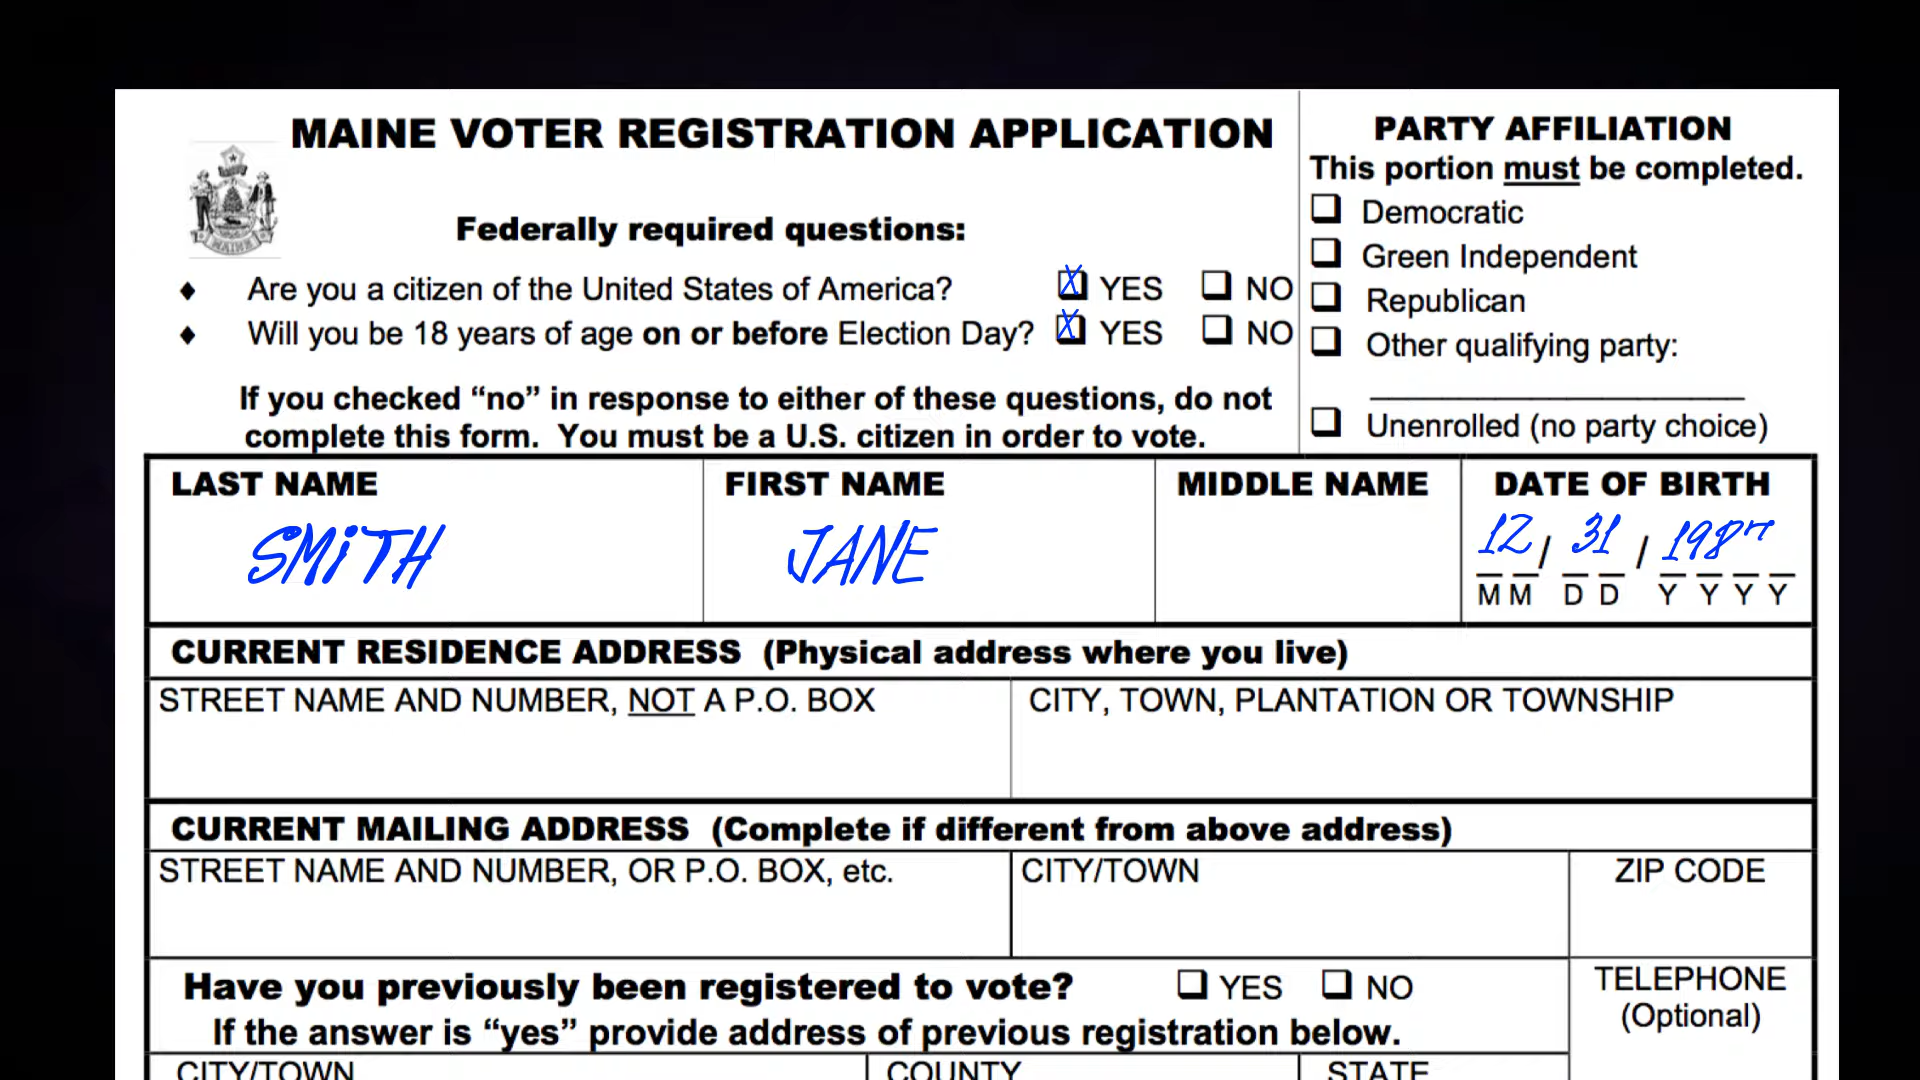 MAINE VOTER REGISTRATION APPLICATION
MAINE
Federally required questions:
♦ Are you a citizen of the United States of America? ☒ YES ❑ NO
♦ Will you be 18 years of age on or before Election Day? ☒ YES ❑ NO
If you checked “no” in response to either of these questions, do not
complete this form. You must be a U.S. citizen in order to vote.
PARTY AFFILIATION
This portion must be completed.
❑ Democratic
❑ Green Independent
❑ Republican
❑ Other qualifying party:
_____________________
❑ Unenrolled (no party choice)
LAST NAME
SMiTH
FIRST NAME
JANE
MIDDLE NAME
DATE OF BIRTH
12 / 31 / 1987
M M D D Y Y Y Y
CURRENT RESIDENCE ADDRESS (Physical address where you live)
STREET NAME AND NUMBER, NOT A P.O. BOX
CITY, TOWN, PLANTATION OR TOWNSHIP
CURRENT MAILING ADDRESS (Complete if different from above address)
STREET NAME AND NUMBER, OR P.O. BOX, etc.
CITY/TOWN
ZIP CODE
Have you previously been registered to vote? ❑ YES ❑ NO
If the answer is “yes” provide address of previous registration below.
TELEPHONE
(Optional)
CITY/TOWN
COUNTY
STATE